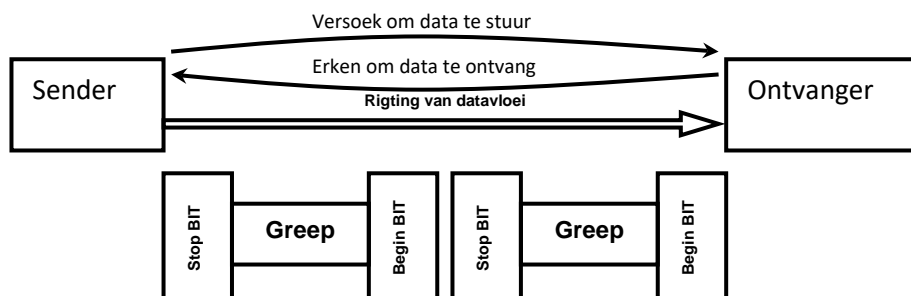 Versoek om data te stuur
Sender
Erken om data te ontvang
Ontvanger
Rigting van datavloei
Stop BIT
Greep
Begin BIT
Stop BIT
Greep
Begin BIT